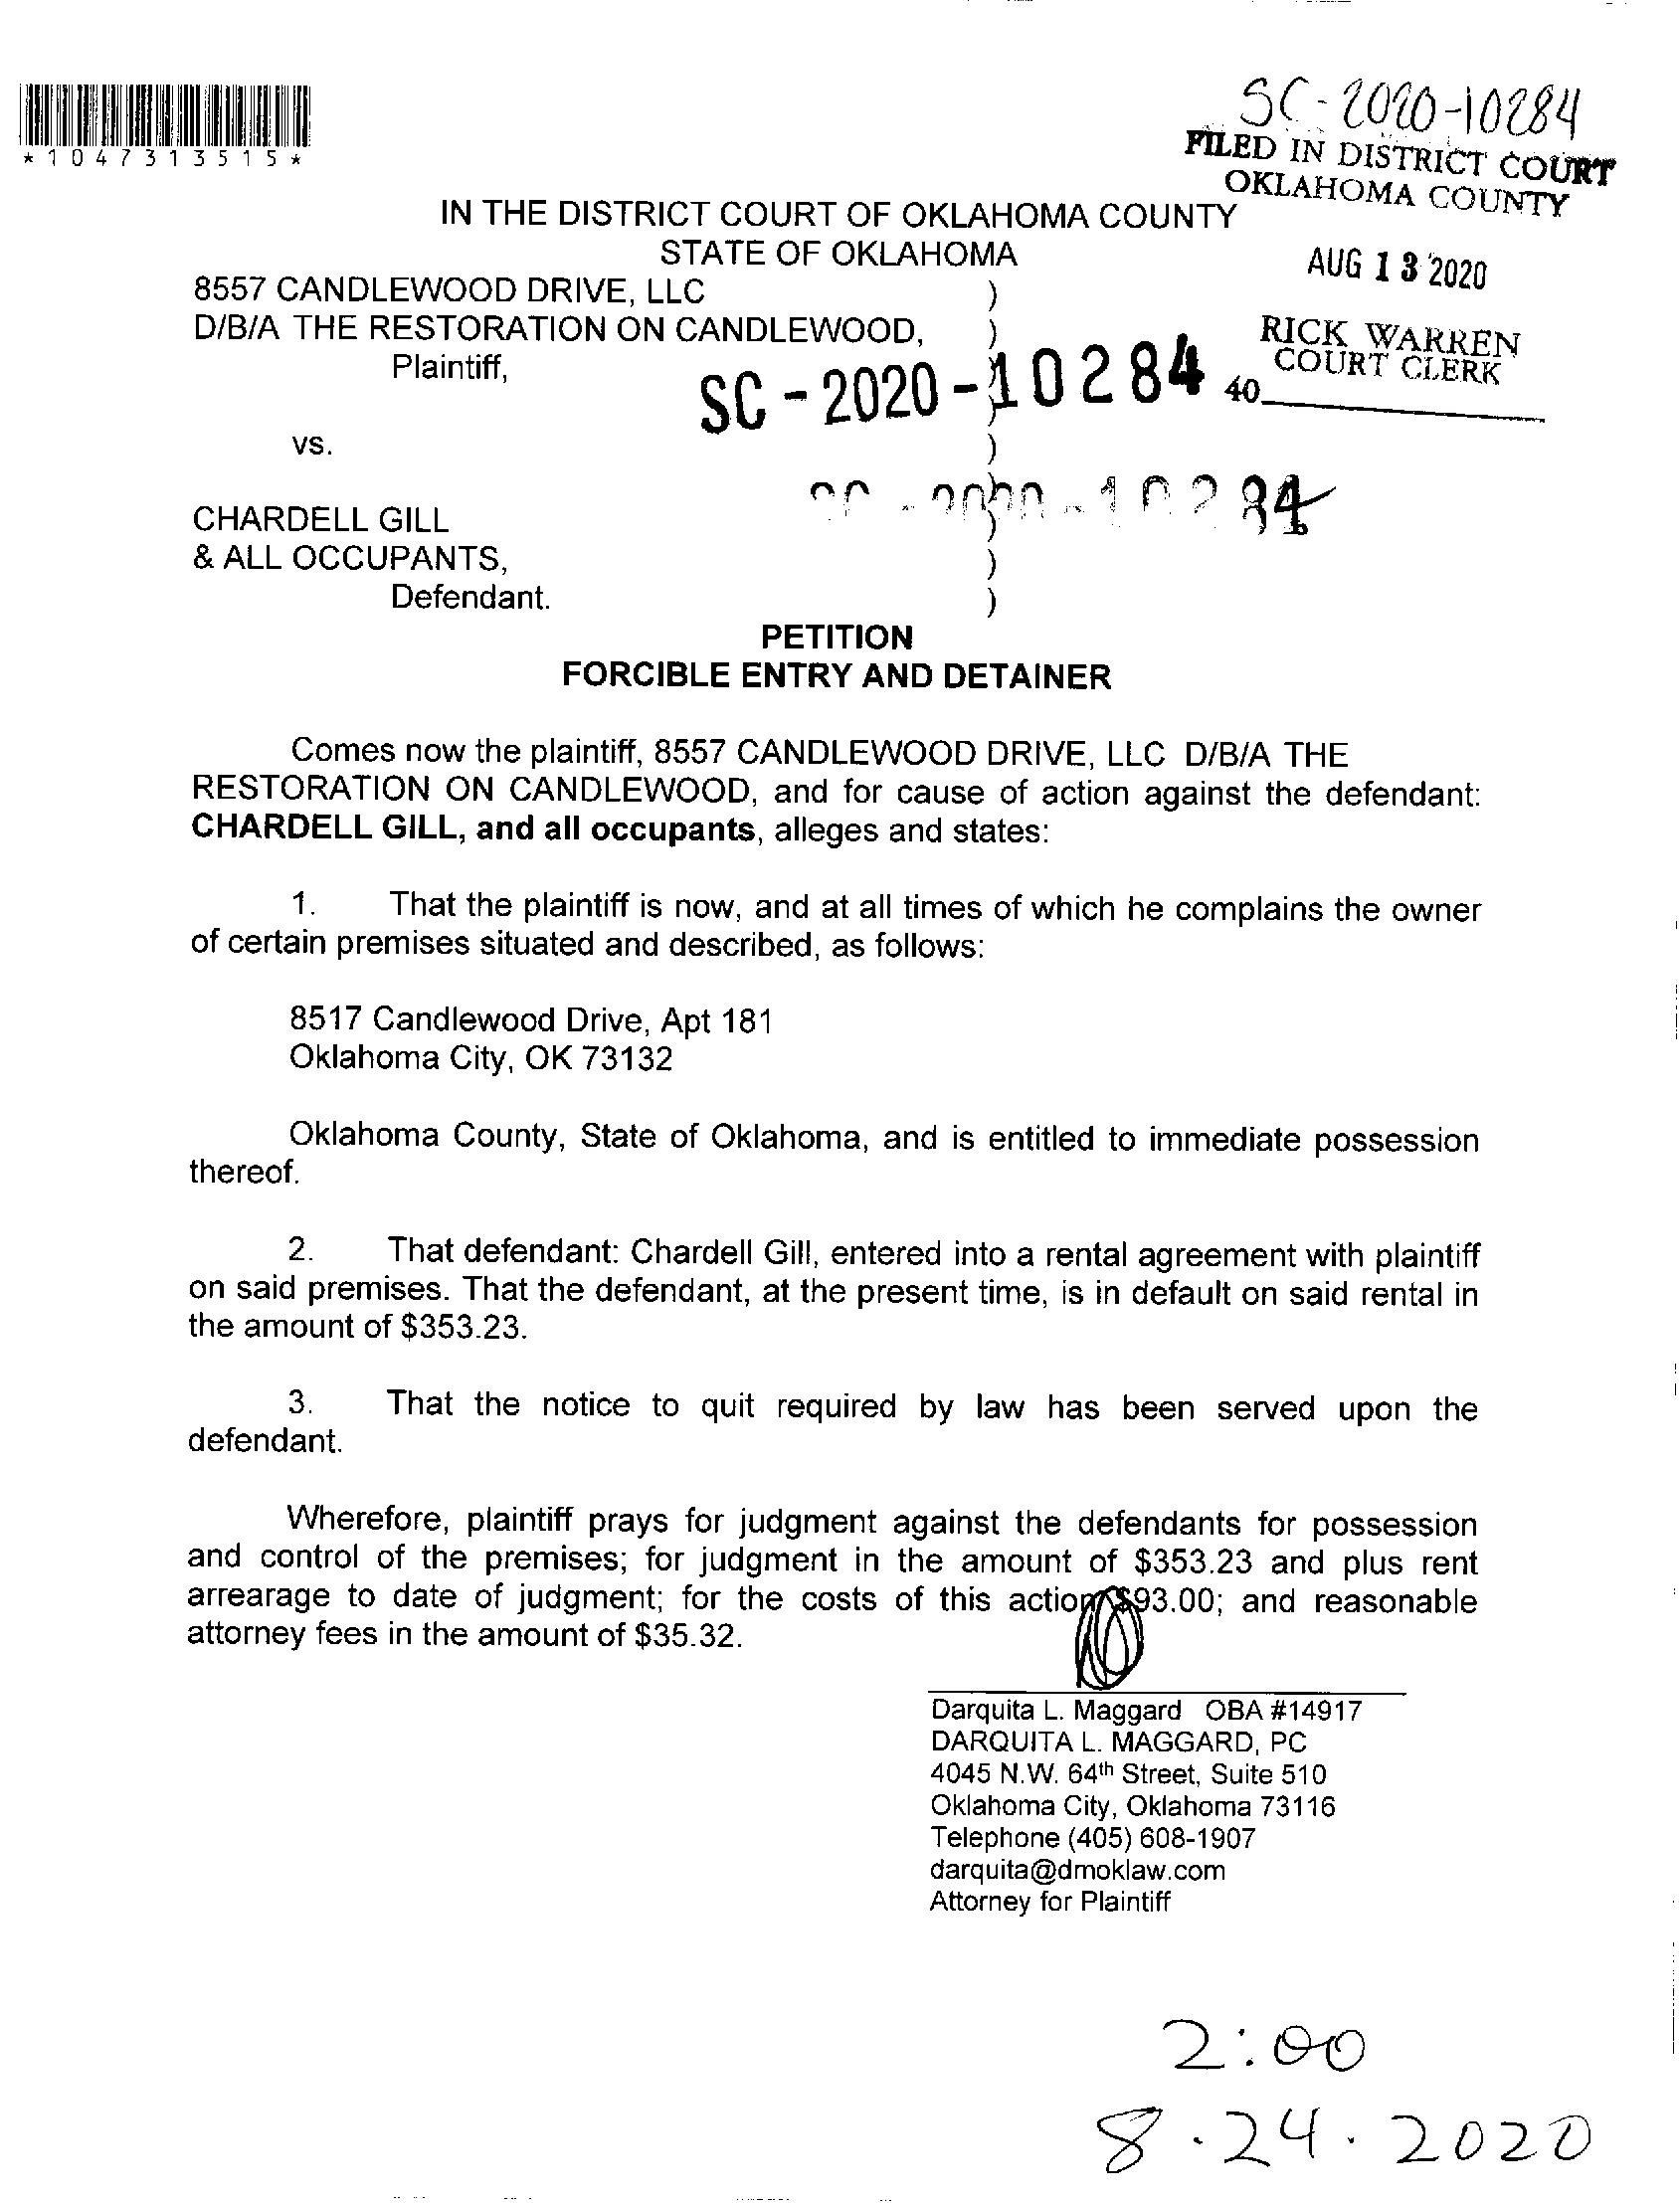 SC-2020-10284
FILED IN DISTRICT COURT
OKLAHOMA COUNTY
*1047313515*
IN THE DISTRICT COURT OF OKLAHOMA COUNTY
STATE OF OKLAHOMA
AUG 13 2020
8557 CANDLEWOOD DRIVE, LLC )
D/B/A THE RESTORATION ON CANDLEWOOD, )
RICK WARREN
COURT CLERK
Plaintiff,
SC-2020-10284
40
vs. )
CHARDELL GILL )
& ALL OCCUPANTS, )
Defendant. )
PETITION
FORCIBLE ENTRY AND DETAINER
Comes now the plaintiff, 8557 CANDLEWOOD DRIVE, LLC D/B/A THE
RESTORATION ON CANDLEWOOD, and for cause of action against the defendant:
CHARDELL GILL, and all occupants, alleges and states:
1. That the plaintiff is now, and at all times of which he complains the owner
of certain premises situated and described, as follows:
8517 Candlewood Drive, Apt 181
Oklahoma City, OK 73132
Oklahoma County, State of Oklahoma, and is entitled to immediate possession
thereof.
2. That defendant: Chardell Gill, entered into a rental agreement with plaintiff
on said premises. That the defendant, at the present time, is in default on said rental in
the amount of $353.23.
3. That the notice to quit required by law has been served upon the
defendant.
Wherefore, plaintiff prays for judgment against the defendants for possession
and control of the premises; for judgment in the amount of $353.23 and plus rent
arrearage to date of judgment; for the costs of this action $93.00; and reasonable
attorney fees in the amount of $35.32.
Darquita L. Maggard OBA #14917
DARQUITA L. MAGGARD, PC
4045 N.W. 64th Street, Suite 510
Oklahoma City, Oklahoma 73116
Telephone (405) 608-1907
darquita@dmoklaw.com
Attorney for Plaintiff
2:00
8.24.2020